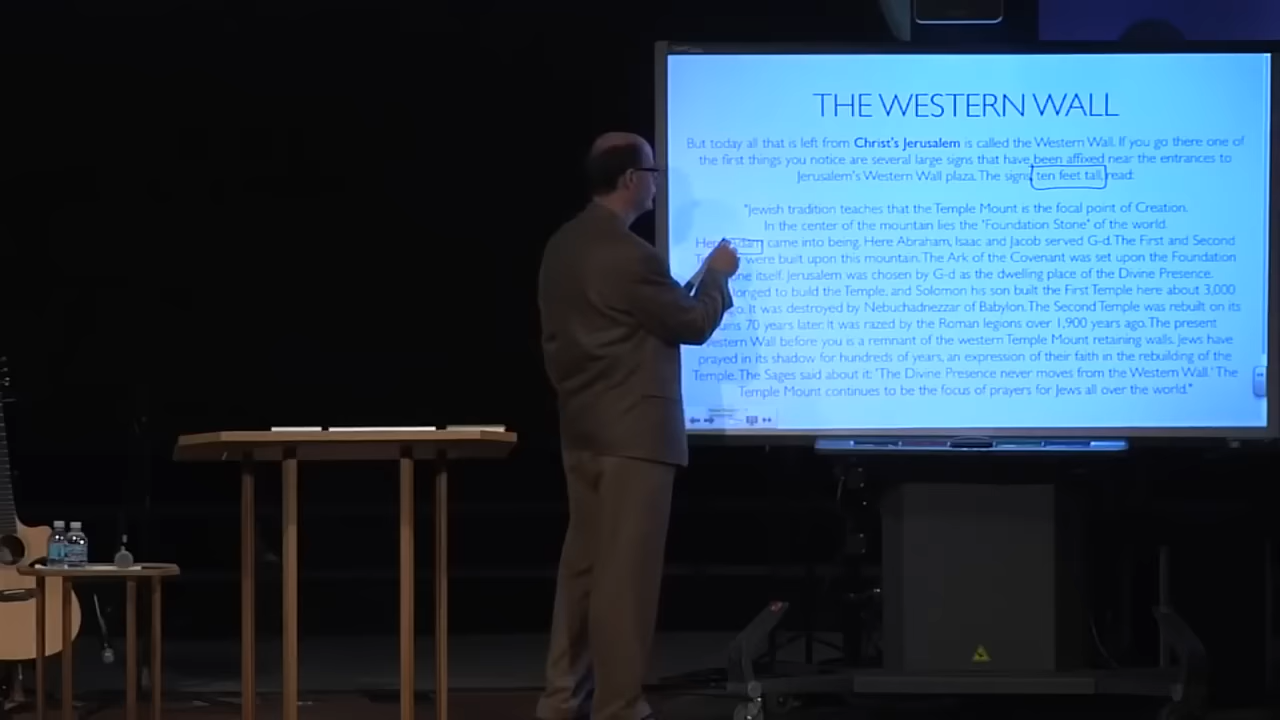 THE WESTERN WALL
But today all that is left from Christ's Jerusalem is called the Western Wall. If you go there one of
the first things you notice are several large signs that have been affixed near the entrances to
Jerusalem's Western Wall plaza. The signs, ten feet tall, read:
"Jewish tradition teaches that the Temple Mount is the focal point of Creation.
In the center of the mountain lies the 'Foundation Stone' of the world.
Here Adam came into being. Here Abraham, Isaac and Jacob served G-d. The First and Second
were built upon this mountain. The Ark of the Covenant was set upon the Foundation
itself. Jerusalem was chosen by G-d as the dwelling place of the Divine Presence.
longed to build the Temple, and Solomon his son built the First Temple here about 3,000
It was destroyed by Nebuchadnezzar of Babylon. The Second Temple was rebuilt on its
70 years later. It was razed by the Roman legions over 1,900 years ago. The present
Western Wall before you is a remnant of the western Temple Mount retaining walls. Jews have
prayed in its shadow for hundreds of years, an expression of their faith in the rebuilding of the
Temple. The Sages said about it: 'The Divine Presence never moves from the Western Wall.' The
Temple Mount continues to be the focus of prayers for Jews all over the world."